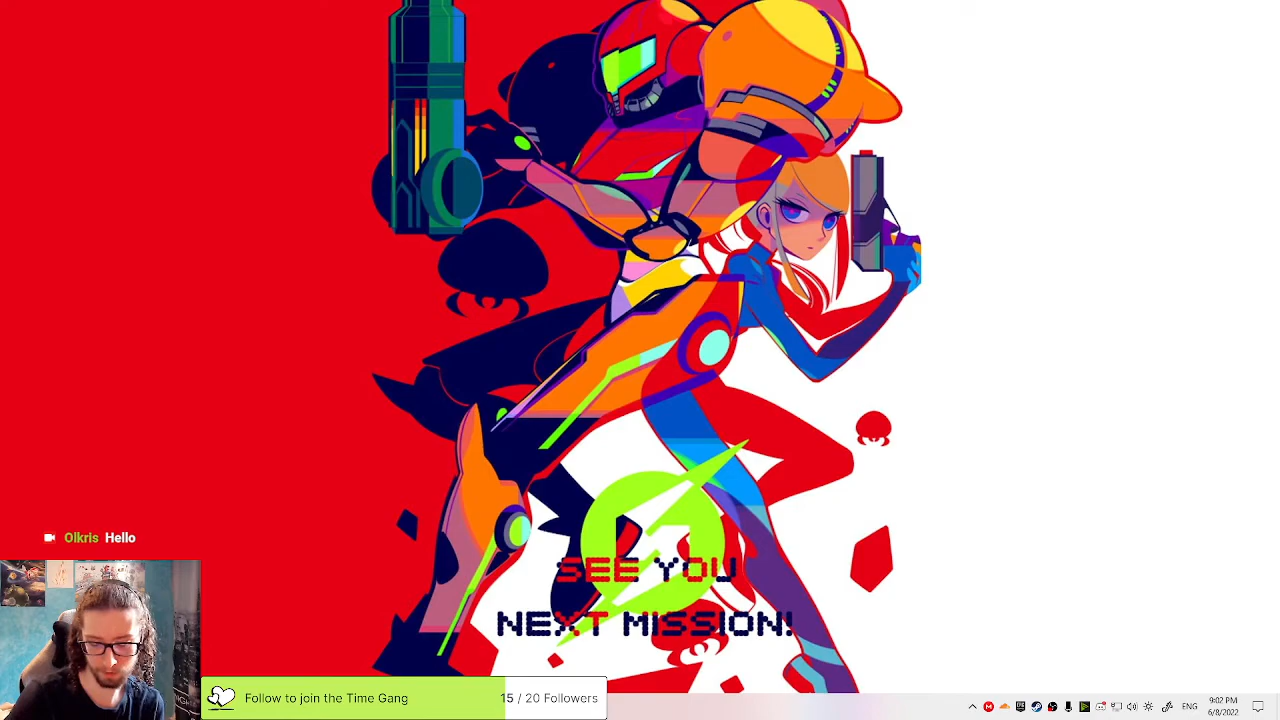 Olkris Hello
SEE YOU
NEXT MISSION!
Follow to join the Time Gang 15 / 20 Followers
9:02 PM
6/8/2022